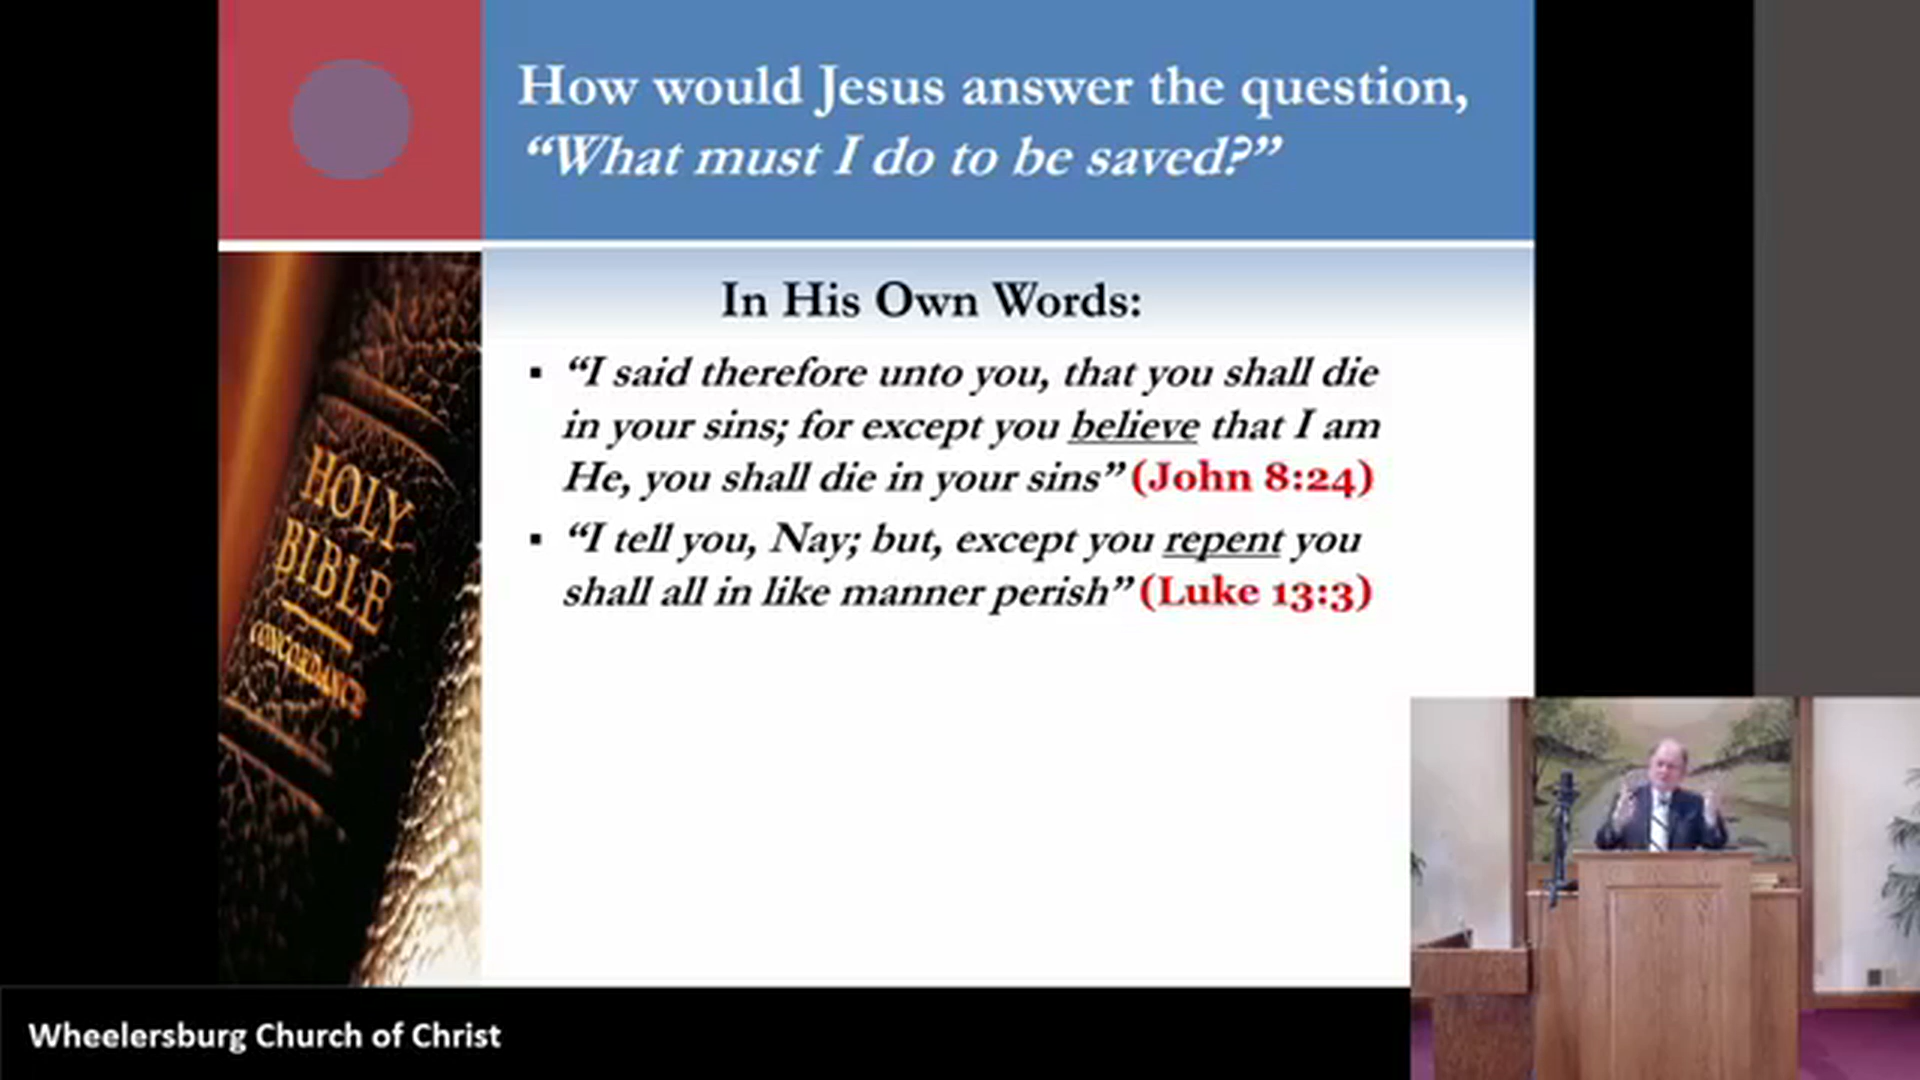 How would Jesus answer the question,
“What must I do to be saved?”
In His Own Words:
▪ “I said therefore unto you, that you shall die
in your sins; for except you believe that I am
He, you shall die in your sins” (John 8:24)
▪ “I tell you, Nay; but, except you repent you
shall all in like manner perish” (Luke 13:3)
HOLY
BIBLE
CONCORDANCE
Wheelersburg Church of Christ